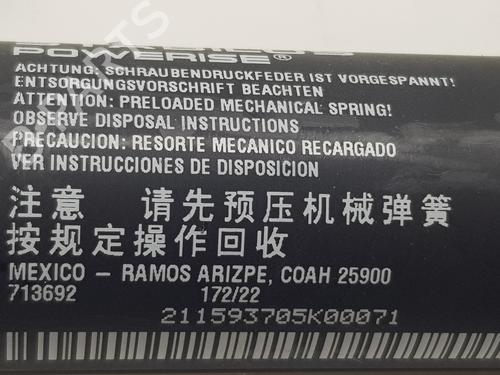 POWERISE®
ACHTUNG: SCHRAUBENDRUCKFEDER IST VORGESPANNT!
ENTSORGUNGSVORSCHRIFT BEACHTEN
ATTENTION: PRELOADED MECHANICAL SPRING!
OBSERVE DISPOSAL INSTRUCTIONS
PRECAUCION: RESORTE MECANICO RECARGADO
VER INSTRUCCIONES DE DISPOSICION
注意 请先预压机械弹簧
按规定操作回收
MEXICO – RAMOS ARIZPE, COAH 25900
713692 172/22
211593705K00071